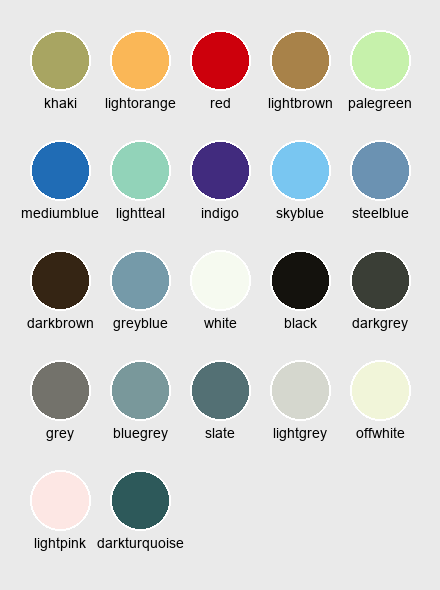 khaki lightorange red lightbrown palegreen
mediumblue lightteal indigo skyblue steelblue
darkbrown greyblue white black darkgrey
grey bluegrey slate lightgrey offwhite
lightpink darkturquoise